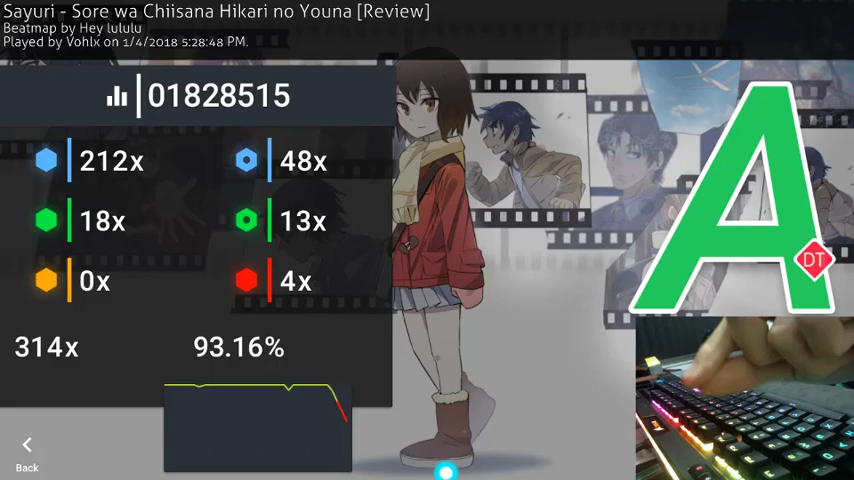 Sayuri - Sore wa Chiisana Hikari no Youna [Review]
Beatmap by Hey lululu
Played by Vohlx on 1/4/2018 5:28:48 PM.
01828515
212x 48x
18x 13x
0x 4x
314x 93.16%
A
DT
Back